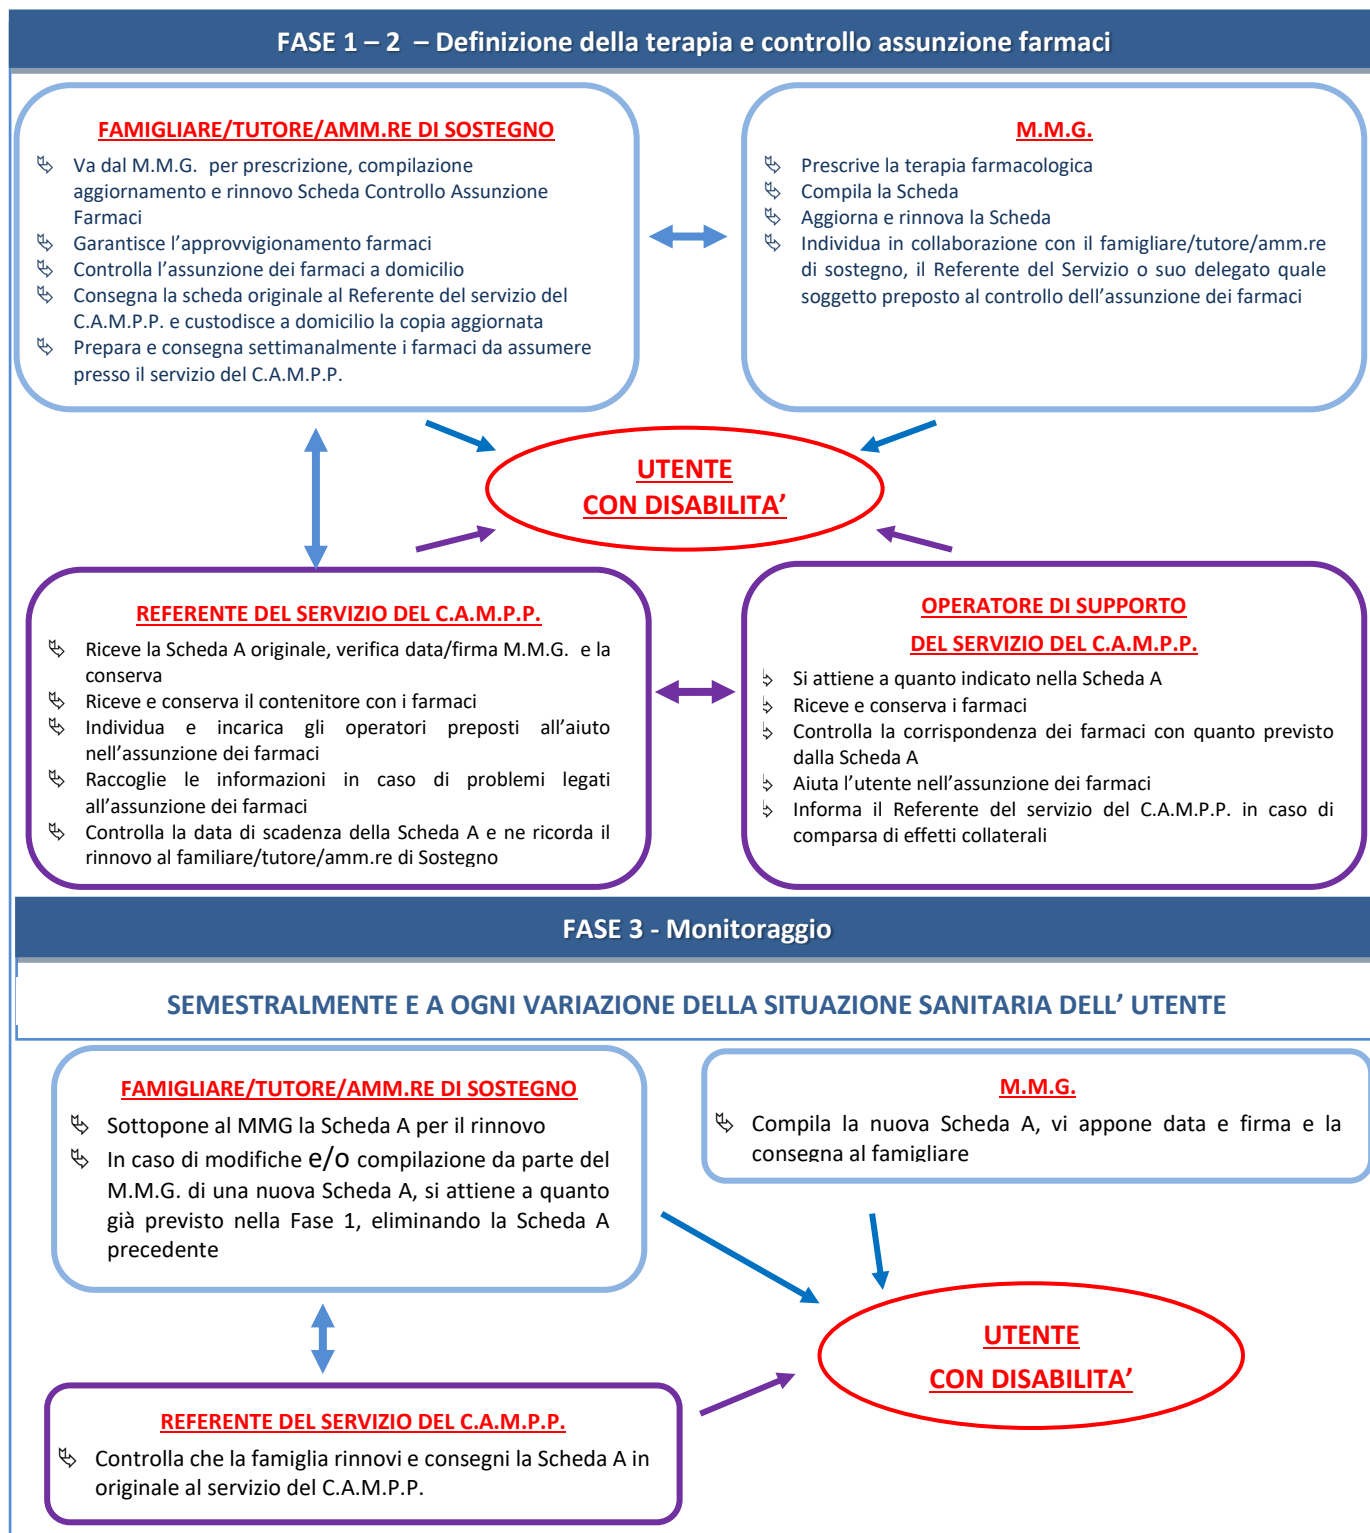 FASE 1 – 2 – Definizione della terapia e controllo assunzione farmaci
FAMIGLIARE/TUTORE/AMM.RE DI SOSTEGNO
Va dal M.M.G. per prescrizione, compilazione
aggiornamento e rinnovo Scheda Controllo Assunzione
Farmaci
Garantisce l’approvvigionamento farmaci
Controlla l’assunzione dei farmaci a domicilio
Consegna la scheda originale al Referente del servizio del
C.A.M.P.P. e custodisce a domicilio la copia aggiornata
Prepara e consegna settimanalmente i farmaci da assumere
presso il servizio del C.A.M.P.P.
M.M.G.
Prescrive la terapia farmacologica
Compila la Scheda
Aggiorna e rinnova la Scheda
Individua in collaborazione con il famigliare/tutore/amm.re
di sostegno, il Referente del Servizio o suo delegato quale
soggetto preposto al controllo dell’assunzione dei farmaci
UTENTE
CON DISABILITA’
REFERENTE DEL SERVIZIO DEL C.A.M.P.P.
Riceve la Scheda A originale, verifica data/firma M.M.G. e la
conserva
Riceve e conserva il contenitore con i farmaci
Individua e incarica gli operatori preposti all’aiuto
nell’assunzione dei farmaci
Raccoglie le informazioni in caso di problemi legati
all’assunzione dei farmaci
Controlla la data di scadenza della Scheda A e ne ricorda il
rinnovo al familiare/tutore/amm.re di Sostegno
OPERATORE DI SUPPORTO
DEL SERVIZIO DEL C.A.M.P.P.
Si attiene a quanto indicato nella Scheda A
Riceve e conserva i farmaci
Controlla la corrispondenza dei farmaci con quanto previsto
dalla Scheda A
Aiuta l’utente nell’assunzione dei farmaci
Informa il Referente del servizio del C.A.M.P.P. in caso di
comparsa di effetti collaterali
FASE 3 - Monitoraggio
SEMESTRALMENTE E A OGNI VARIAZIONE DELLA SITUAZIONE SANITARIA DELL’ UTENTE
FAMIGLIARE/TUTORE/AMM.RE DI SOSTEGNO
Sottopone al MMG la Scheda A per il rinnovo
In caso di modifiche e/o compilazione da parte del
M.M.G. di una nuova Scheda A, si attiene a quanto
già previsto nella Fase 1, eliminando la Scheda A
precedente
M.M.G.
Compila la nuova Scheda A, vi appone data e firma e la
consegna al famigliare
UTENTE
CON DISABILITA’
REFERENTE DEL SERVIZIO DEL C.A.M.P.P.
Controlla che la famiglia rinnovi e consegni la Scheda A in
originale al servizio del C.A.M.P.P.